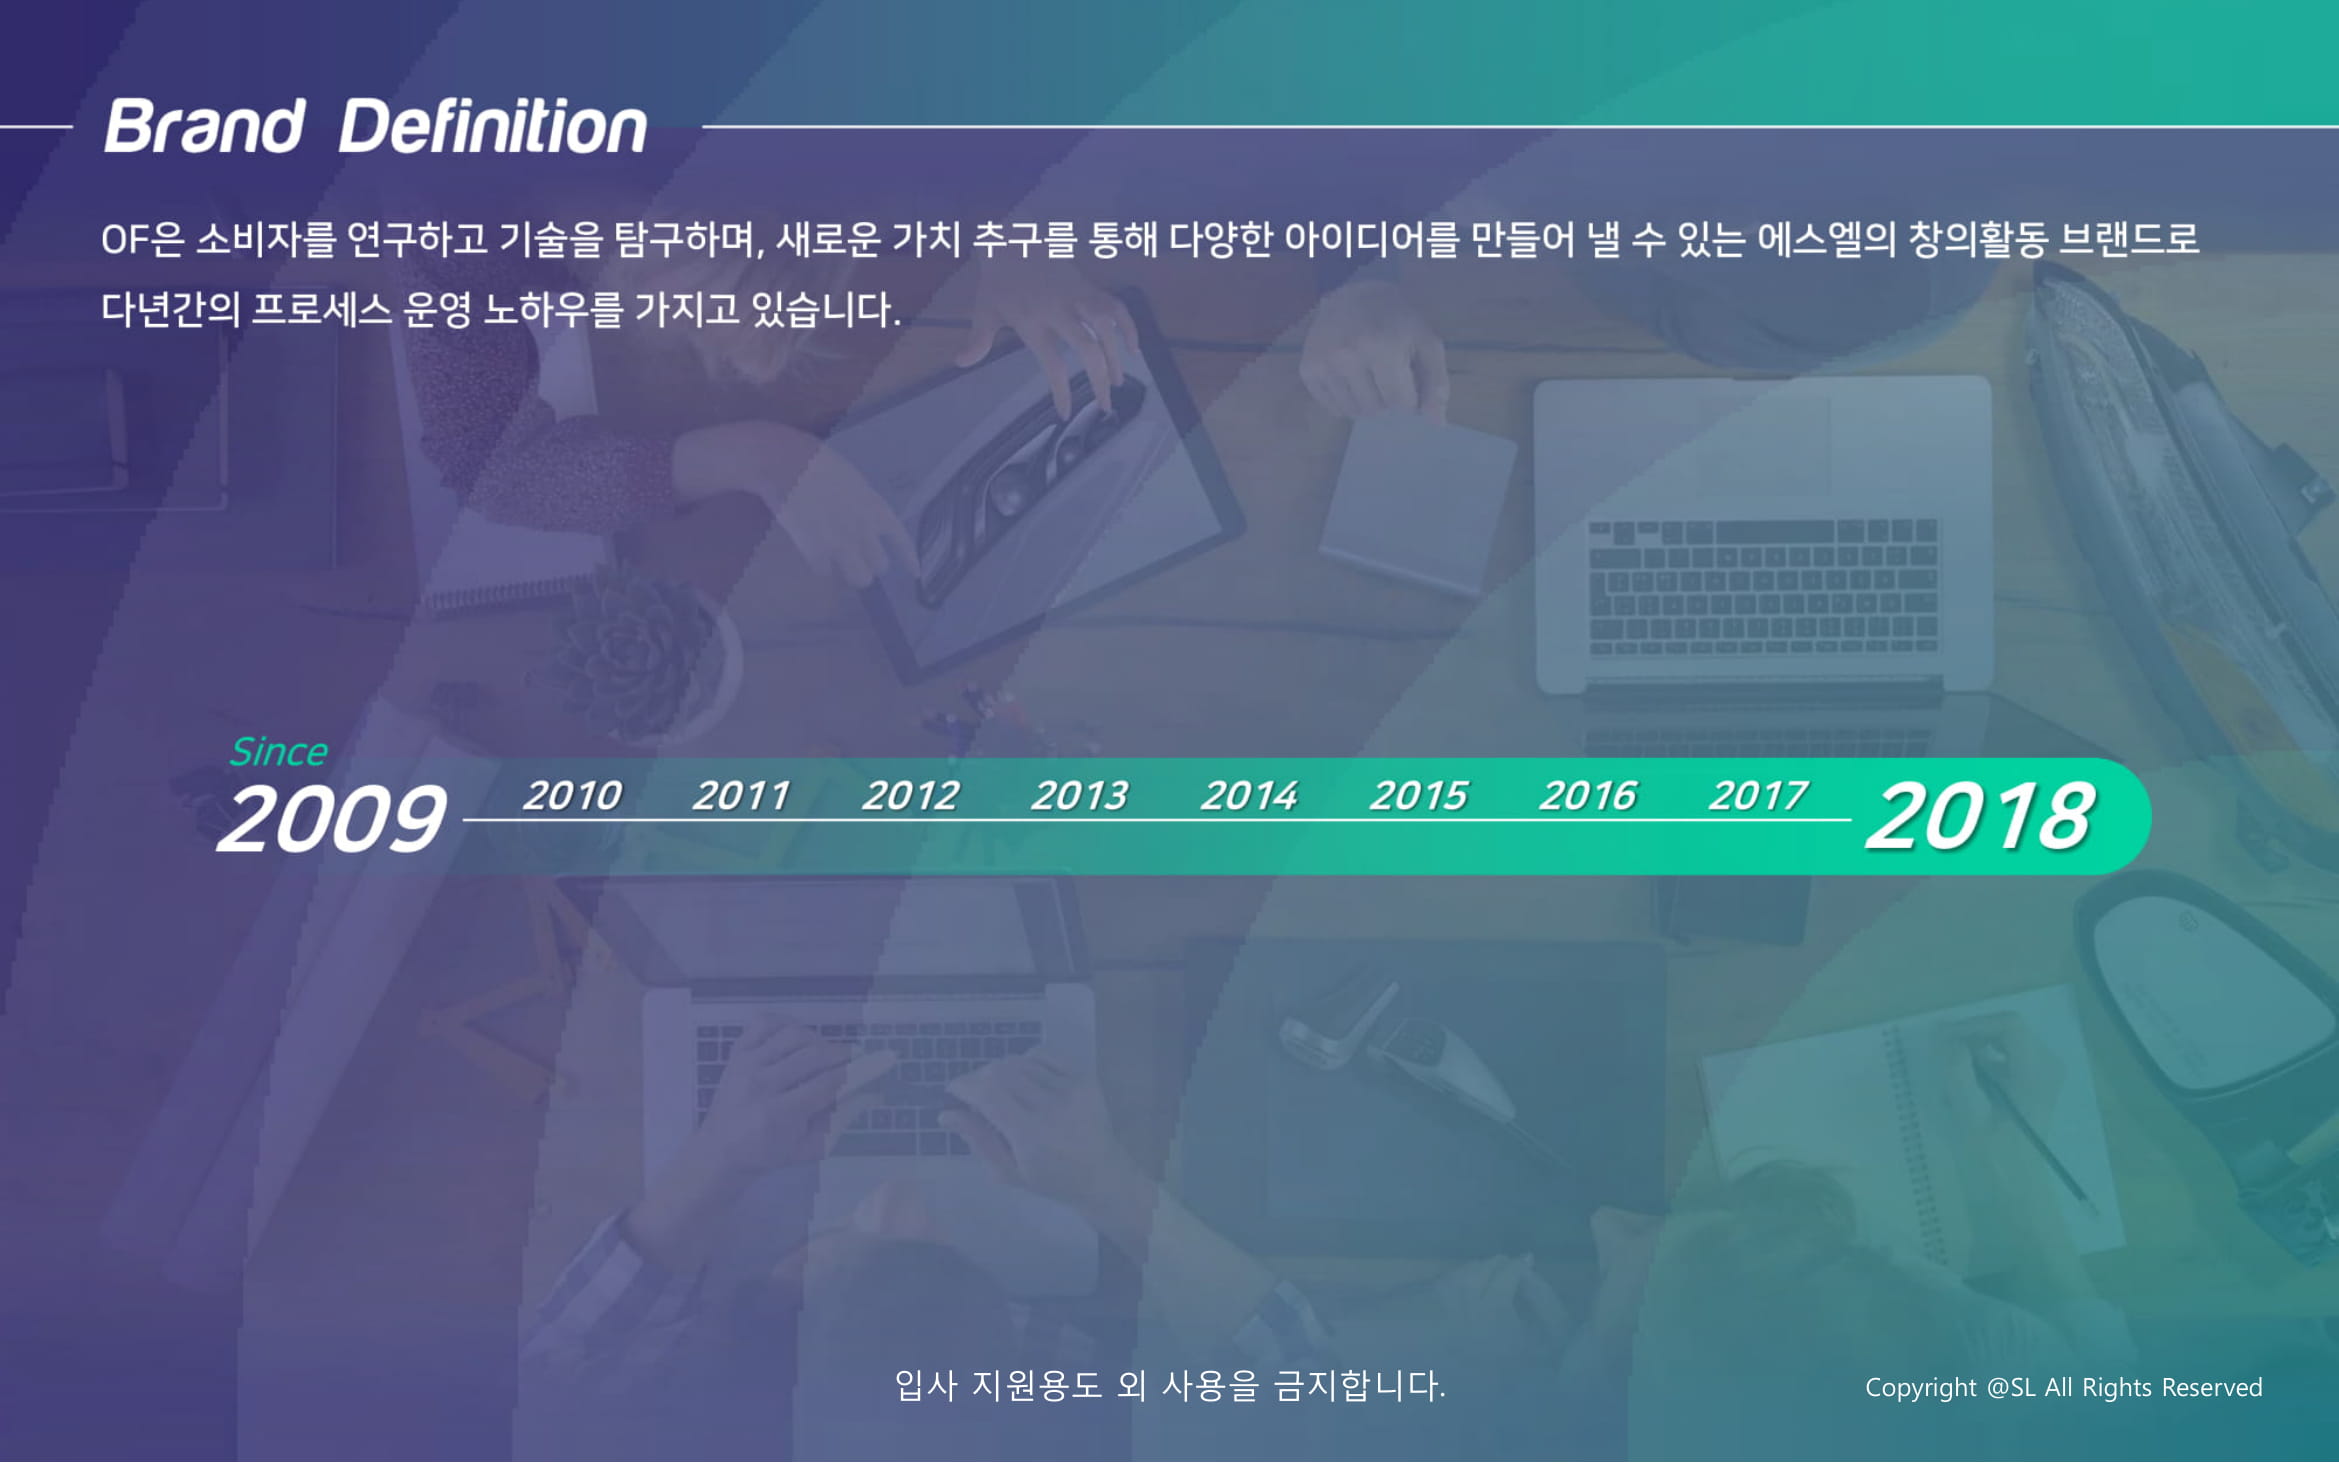 Brand Definition
OF은 소비자를 연구하고 기술을 탐구하며, 새로운 가치 추구를 통해 다양한 아이디어를 만들어 낼 수 있는 에스엘의 창의활동 브랜드로
다년간의 프로세스 운영 노하우를 가지고 있습니다.
Since
2009 2010 2011 2012 2013 2014 2015 2016 2017 2018
입사 지원용도 외 사용을 금지합니다.
Copyright @SL All Rights Reserved